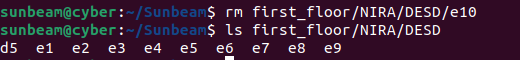 sunbeam@cyber:~/Sunbeam$ rm first_floor/NIRA/DESD/e10
sunbeam@cyber:~/Sunbeam$ ls first_floor/NIRA/DESD
d5  e1  e2  e3  e4  e5  e6  e7  e8  e9